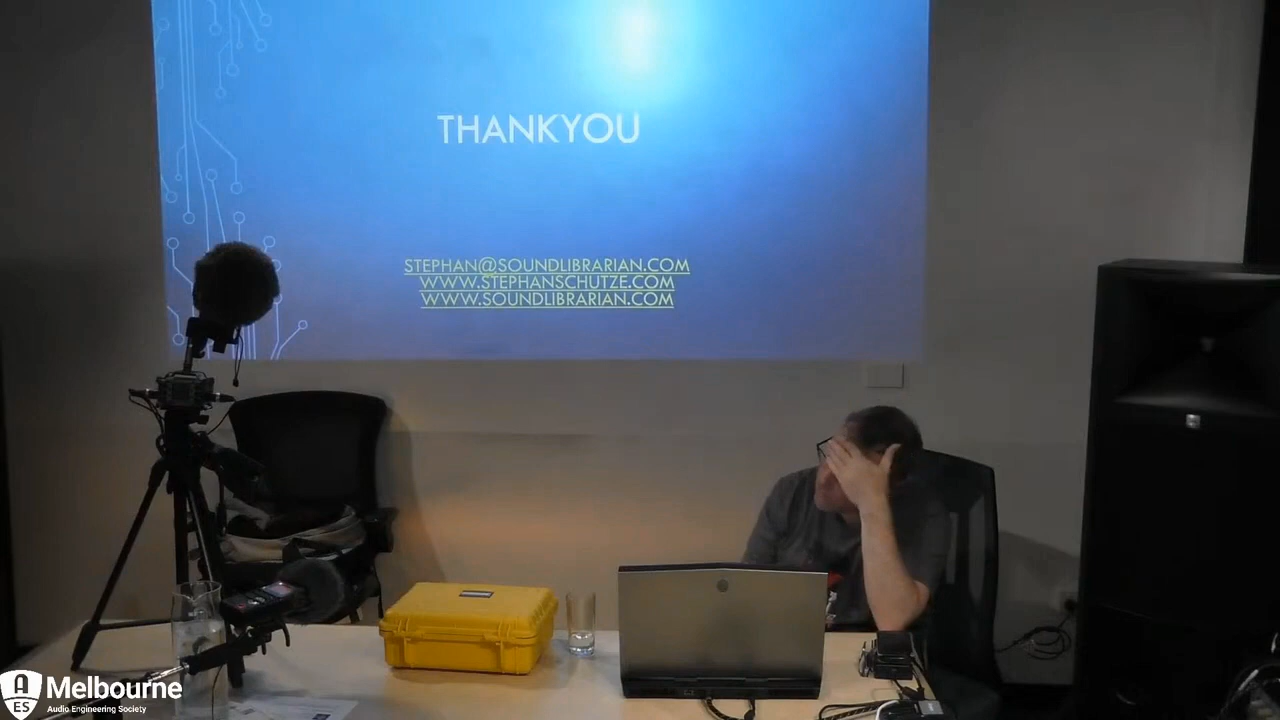 THANKYOU
STEPHAN@SOUNDLIBRARIAN.COM
WWW.STEPHANSCHUTZE.COM
WWW.SOUNDLIBRARIAN.COM
AES Melbourne
Audio Engineering Society